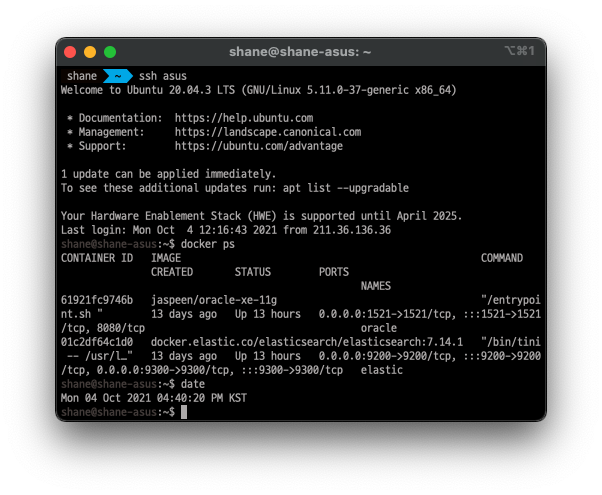 shane@shane-asus: ~
⌥⌘1
shane ~ ssh asus
Welcome to Ubuntu 20.04.3 LTS (GNU/Linux 5.11.0-37-generic x86_64)
* Documentation:  https://help.ubuntu.com
* Management:     https://landscape.canonical.com
* Support:        https://ubuntu.com/advantage
1 update can be applied immediately.
To see these additional updates run: apt list --upgradable
Your Hardware Enablement Stack (HWE) is supported until April 2025.
Last login: Mon Oct  4 12:16:43 2021 from 211.36.136.36
shane@shane-asus:~$ docker ps
CONTAINER ID   IMAGE                                                  COMMAND
CREATED       STATUS        PORTS
NAMES
61921fc9746b   jaspeen/oracle-xe-11g                                  "/entrypoi
nt.sh "        13 days ago   Up 13 hours   0.0.0.0:1521->1521/tcp, :::1521->1521
/tcp, 8080/tcp                                    oracle
01c2df64c1d0   docker.elastic.co/elasticsearch/elasticsearch:7.14.1   "/bin/tini
-- /usr/l…"   13 days ago   Up 13 hours   0.0.0.0:9200->9200/tcp, :::9200->9200
/tcp, 0.0.0.0:9300->9300/tcp, :::9300->9300/tcp   elastic
shane@shane-asus:~$ date
Mon 04 Oct 2021 04:40:20 PM KST
shane@shane-asus:~$